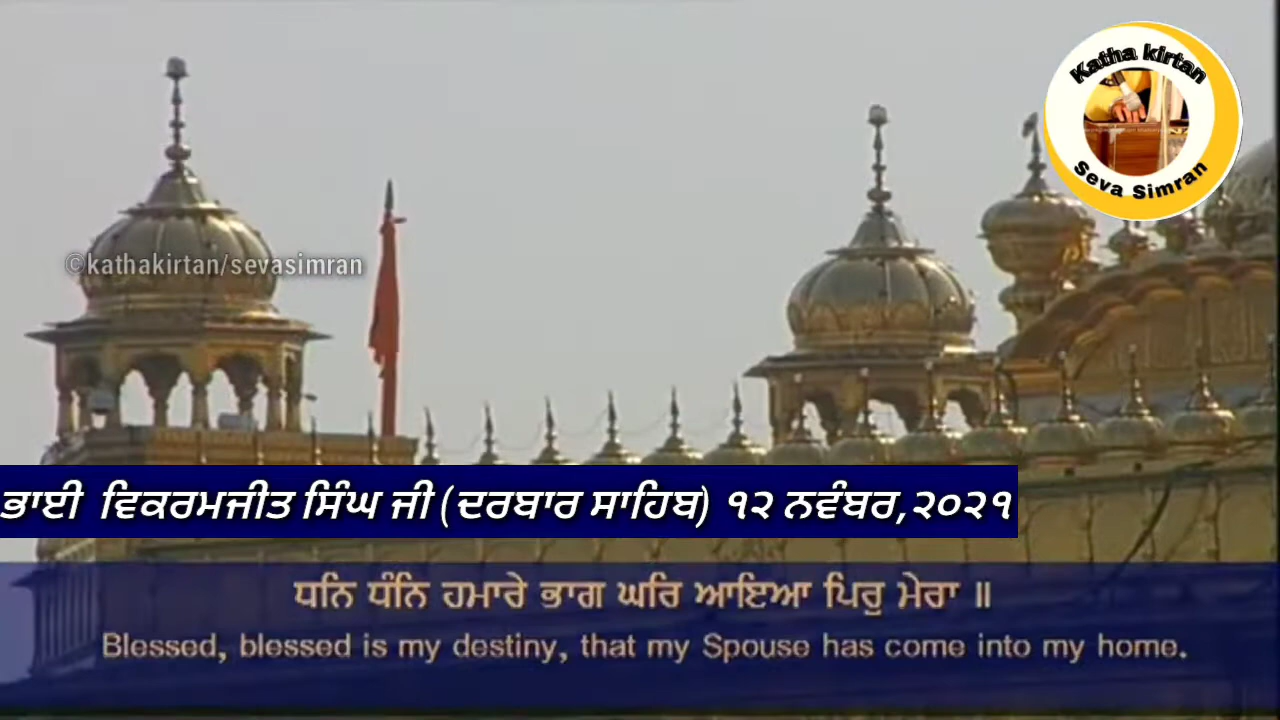 Katha kirtan
Seva Simran
©kathakirtan/sevasimran
ਭਾਈ ਵਿਕਰਮਜੀਤ ਸਿੰਘ ਜੀ (ਦਰਬਾਰ ਸਾਹਿਬ) ੧੨ ਨਵੰਬਰ,੨੦੨੧
ਧਨਿ ਧੰਨਿ ਹਮਾਰੇ ਭਾਗ ਘਰਿ ਆਇਆ ਪਿਰੁ ਮੇਰਾ ॥
Blessed, blessed is my destiny, that my Spouse has come into my home.